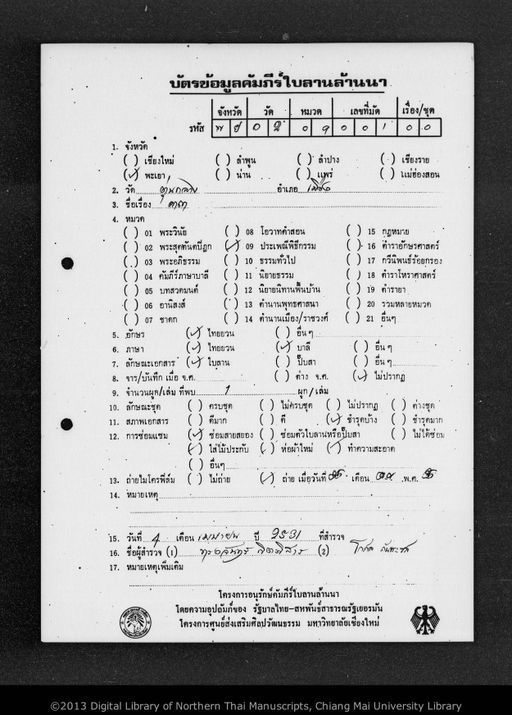 บัตรข้อมูลคัมภีร์ใบลานล้านนา
จังหวัด วัด หมวด เลขที่มัด เรื่อง/ชุด
รหัส พ ย 0 2 0 9 0 0 1 0 0
1. จังหวัด
( ) เชียงใหม่ ( ) ลำพูน ( ) ลำปาง ( ) เชียงราย
(✓) พะเยา ( ) น่าน ( ) แพร่ ( ) แม่ฮ่องสอน
2. วัด อำเภอ เมือง
3. ชื่อเรื่อง
4. หมวด
( ) 01 พระวินัย ( ) 08 โอวาทคำสอน ( ) 15 กฎหมาย
( ) 02 พระสุตตันตปิฎก (✓) 09 ประเพณีพิธีกรรม ( ) 16 ตำราอักษรศาสตร์
( ) 03 พระอภิธรรม ( ) 10 ธรรมทั่วไป ( ) 17 กวีนิพนธ์ร้อยกรอง
( ) 04 คัมภีร์ภาษาบาลี ( ) 11 นิยายธรรม ( ) 18 ตำราโหราศาสตร์
( ) 05 บทสวดมนต์ ( ) 12 นิยายนิทานพื้นบ้าน ( ) 19 ตำรายา
( ) 06 อานิสงส์ ( ) 13 ตำนานพุทธศาสนา ( ) 20 รวมหลายหมวด
( ) 07 ชาดก ( ) 14 ตำนานเมือง/ราชวงศ์ ( ) 21 อื่นๆ
5. อักษร (✓) ไทยยวน ( ) อื่นๆ
6. ภาษา (✓) ไทยยวน (✓) บาลี ( ) อื่นๆ
7. ลักษณะเอกสาร (✓) ใบลาน ( ) ปั๊บสา ( ) อื่นๆ
8. จาร/บันทึก เมื่อ จ.ศ. ( ) ต่าง จ.ศ. (✓) ไม่ปรากฏ
9. จำนวนผูก/เล่ม ที่พบ 1 ผูก/เล่ม
10. ลักษณะชุด ( ) ครบชุด ( ) ไม่ครบชุด ( ) ไม่ปรากฏ ( ) ต่างชุด
11. สภาพเอกสาร ( ) ดีมาก ( ) ดี (✓) ชำรุดบ้าง ( ) ชำรุดมาก
12. การซ่อมแซม (✓) ซ่อมสายสยอง ( ) ซ่อมตัวใบลานหรือปั๊บสา ( ) ไม่ได้ซ่อม
(✓) ใส่ไม้ประกับ ( ) ห่อผ้าใหม่ (✓) ทำความสะอาด
( ) อื่นๆ
13. ถ่ายไมโครฟิล์ม ( ) ไม่ถ่าย (✓) ถ่าย เมื่อวันที่ เดือน พ.ศ.
14. หมายเหตุ
15. วันที่ 4 เดือน เมษายน ปี 2531 ที่สำรวจ
16. ชื่อผู้สำรวจ (1) (2)
17. หมายเหตุเพิ่มเติม
โครงการอนุรักษ์คัมภีร์ใบลานล้านนา
โดยความอุปถัมภ์ของ รัฐบาลไทย-สหพันธ์สาธารณรัฐเยอรมัน
โครงการศูนย์ส่งเสริมศิลปวัฒนธรรม มหาวิทยาลัยเชียงใหม่
©2013 Digital Library of Northern Thai Manuscripts, Chiang Mai University Library